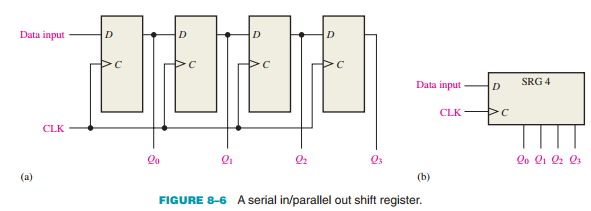 Data input D D D D
C C C C
CLK
Q0 Q1 Q2 Q3
(a)
Data input D SRG 4
CLK C
Q0 Q1 Q2 Q3
(b)
FIGURE 8–6 A serial in/parallel out shift register.